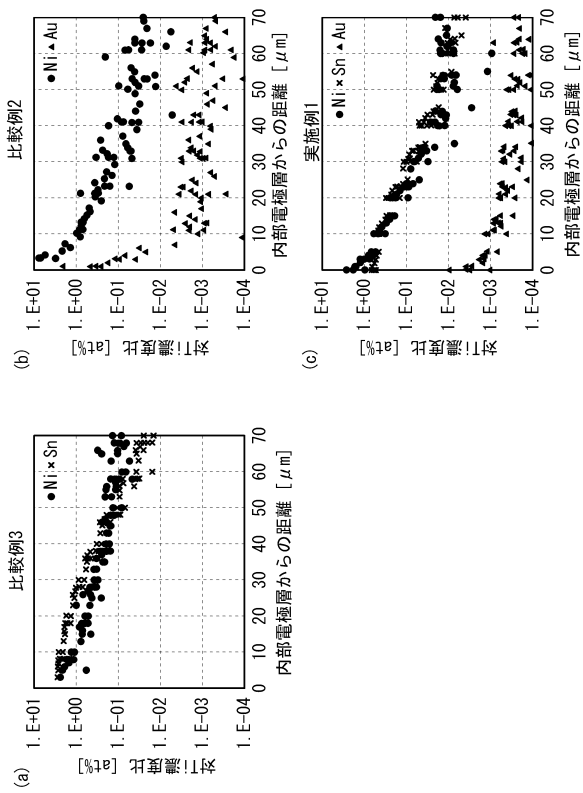 (a)
比較例3
●Ni ×Sn
対Ti濃度比 [at%]
1.E+01
1.E+00
1.E-01
1.E-02
1.E-03
1.E-04
0 10 20 30 40 50 60 70
内部電極層からの距離 [μm]
(b)
比較例2
●Ni ▲Au
対Ti濃度比 [at%]
1.E+01
1.E+00
1.E-01
1.E-02
1.E-03
1.E-04
0 10 20 30 40 50 60 70
内部電極層からの距離 [μm]
(c)
実施例1
●Ni ×Sn ▲Au
対Ti濃度比 [at%]
1.E+01
1.E+00
1.E-01
1.E-02
1.E-03
1.E-04
0 10 20 30 40 50 60 70
内部電極層からの距離 [μm]